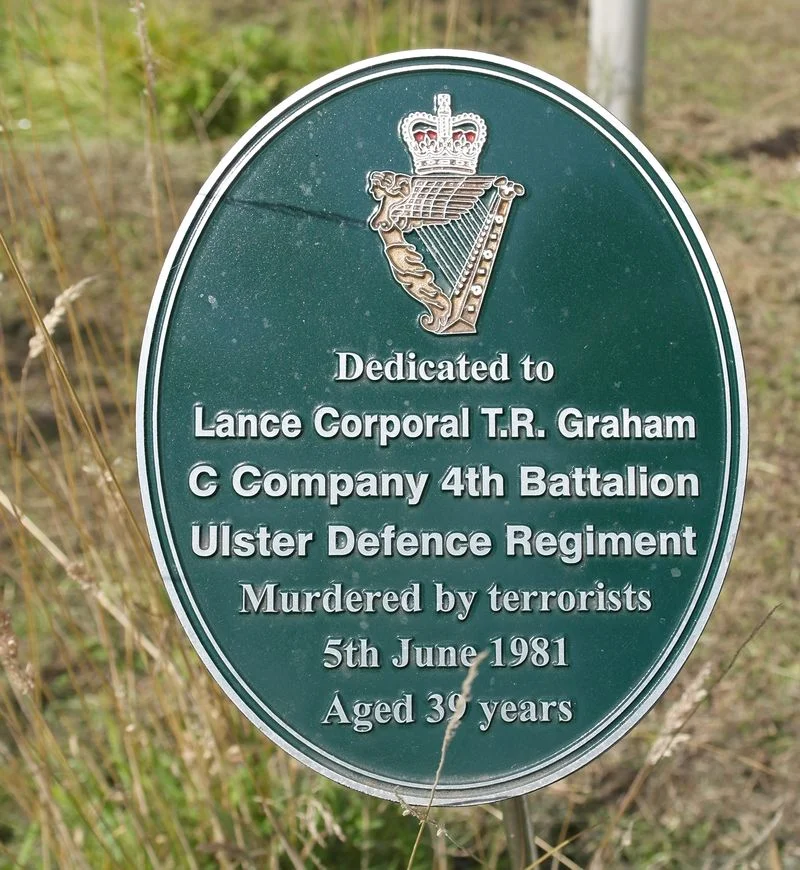 Dedicated to
Lance Corporal T.R. Graham
C Company 4th Battalion
Ulster Defence Regiment
Murdered by terrorists
5th June 1981
Aged 39 years